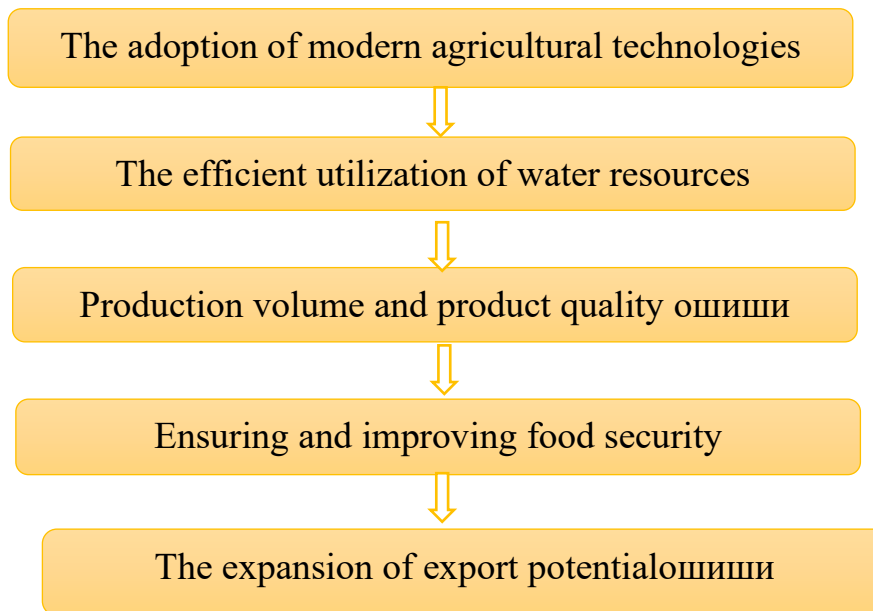 The adoption of modern agricultural technologies
The efficient utilization of water resources
Production volume and product quality ошиши
Ensuring and improving food security
The expansion of export potentialошиши